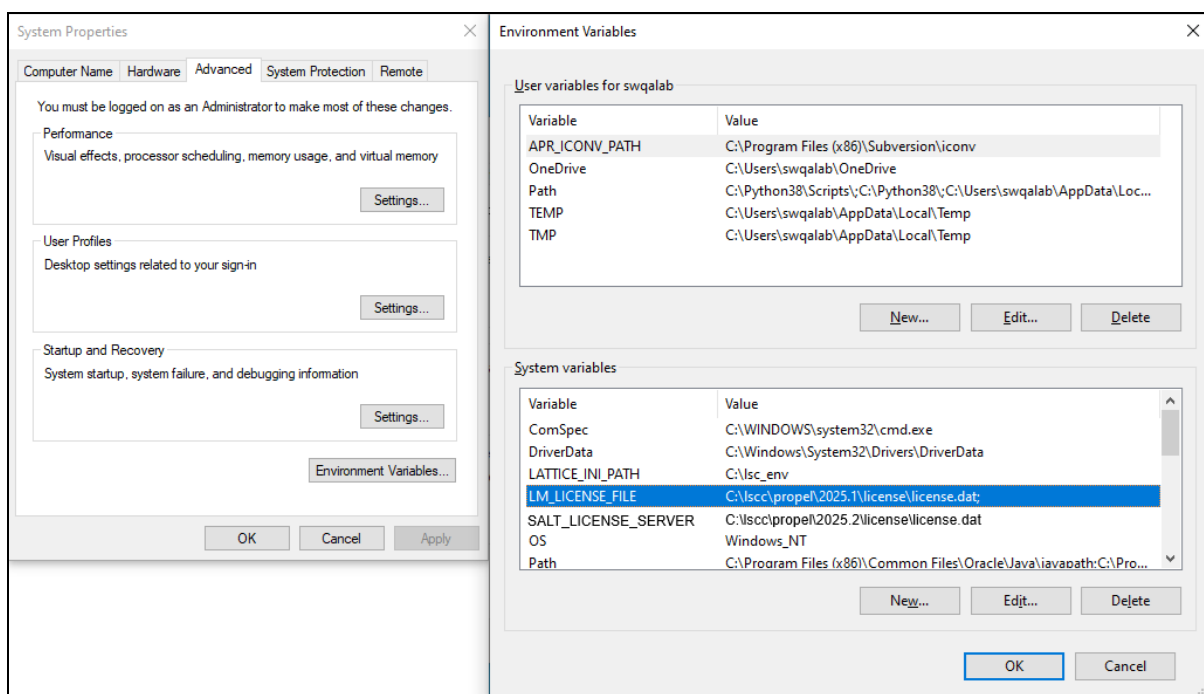 System Properties
Computer Name Hardware Advanced System Protection Remote
You must be logged on as an Administrator to make most of these changes.
Performance
Visual effects, processor scheduling, memory usage, and virtual memory
Settings...
User Profiles
Desktop settings related to your sign-in
Settings...
Startup and Recovery
System startup, system failure, and debugging information
Settings...
Environment Variables...
OK Cancel Apply
Environment Variables
User variables for swqalab
Variable Value
APR_ICONV_PATH C:\Program Files (x86)\Subversion\iconv
OneDrive C:\Users\swqalab\OneDrive
Path C:\Python38\Scripts\;C:\Python38\;C:\Users\swqalab\AppData\Loc...
TEMP C:\Users\swqalab\AppData\Local\Temp
TMP C:\Users\swqalab\AppData\Local\Temp
New... Edit... Delete
System variables
Variable Value
ComSpec C:\WINDOWS\system32\cmd.exe
DriverData C:\Windows\System32\Drivers\DriverData
LATTICE_INI_PATH C:\lsc_env
LM_LICENSE_FILE C:\lscc\propel\2025.1\license\license.dat;
SALT_LICENSE_SERVER C:\lscc\propel\2025.2\license\license.dat
OS Windows_NT
Path C:\Program Files (x86)\Common Files\Oracle\Java\javapath;C:\Pro...
New... Edit... Delete
OK Cancel